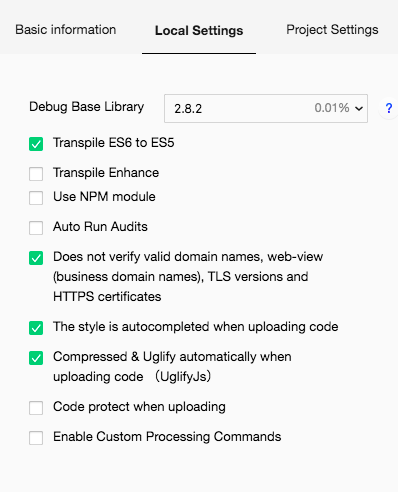 Basic information Local Settings Project Settings
Debug Base Library 2.8.2 0.01% ?
Transpile ES6 to ES5
Transpile Enhance
Use NPM module
Auto Run Audits
Does not verify valid domain names, web-view
(business domain names), TLS versions and
HTTPS certificates
The style is autocompleted when uploading code
Compressed & Uglify automatically when
uploading code （UglifyJs）
Code protect when uploading
Enable Custom Processing Commands